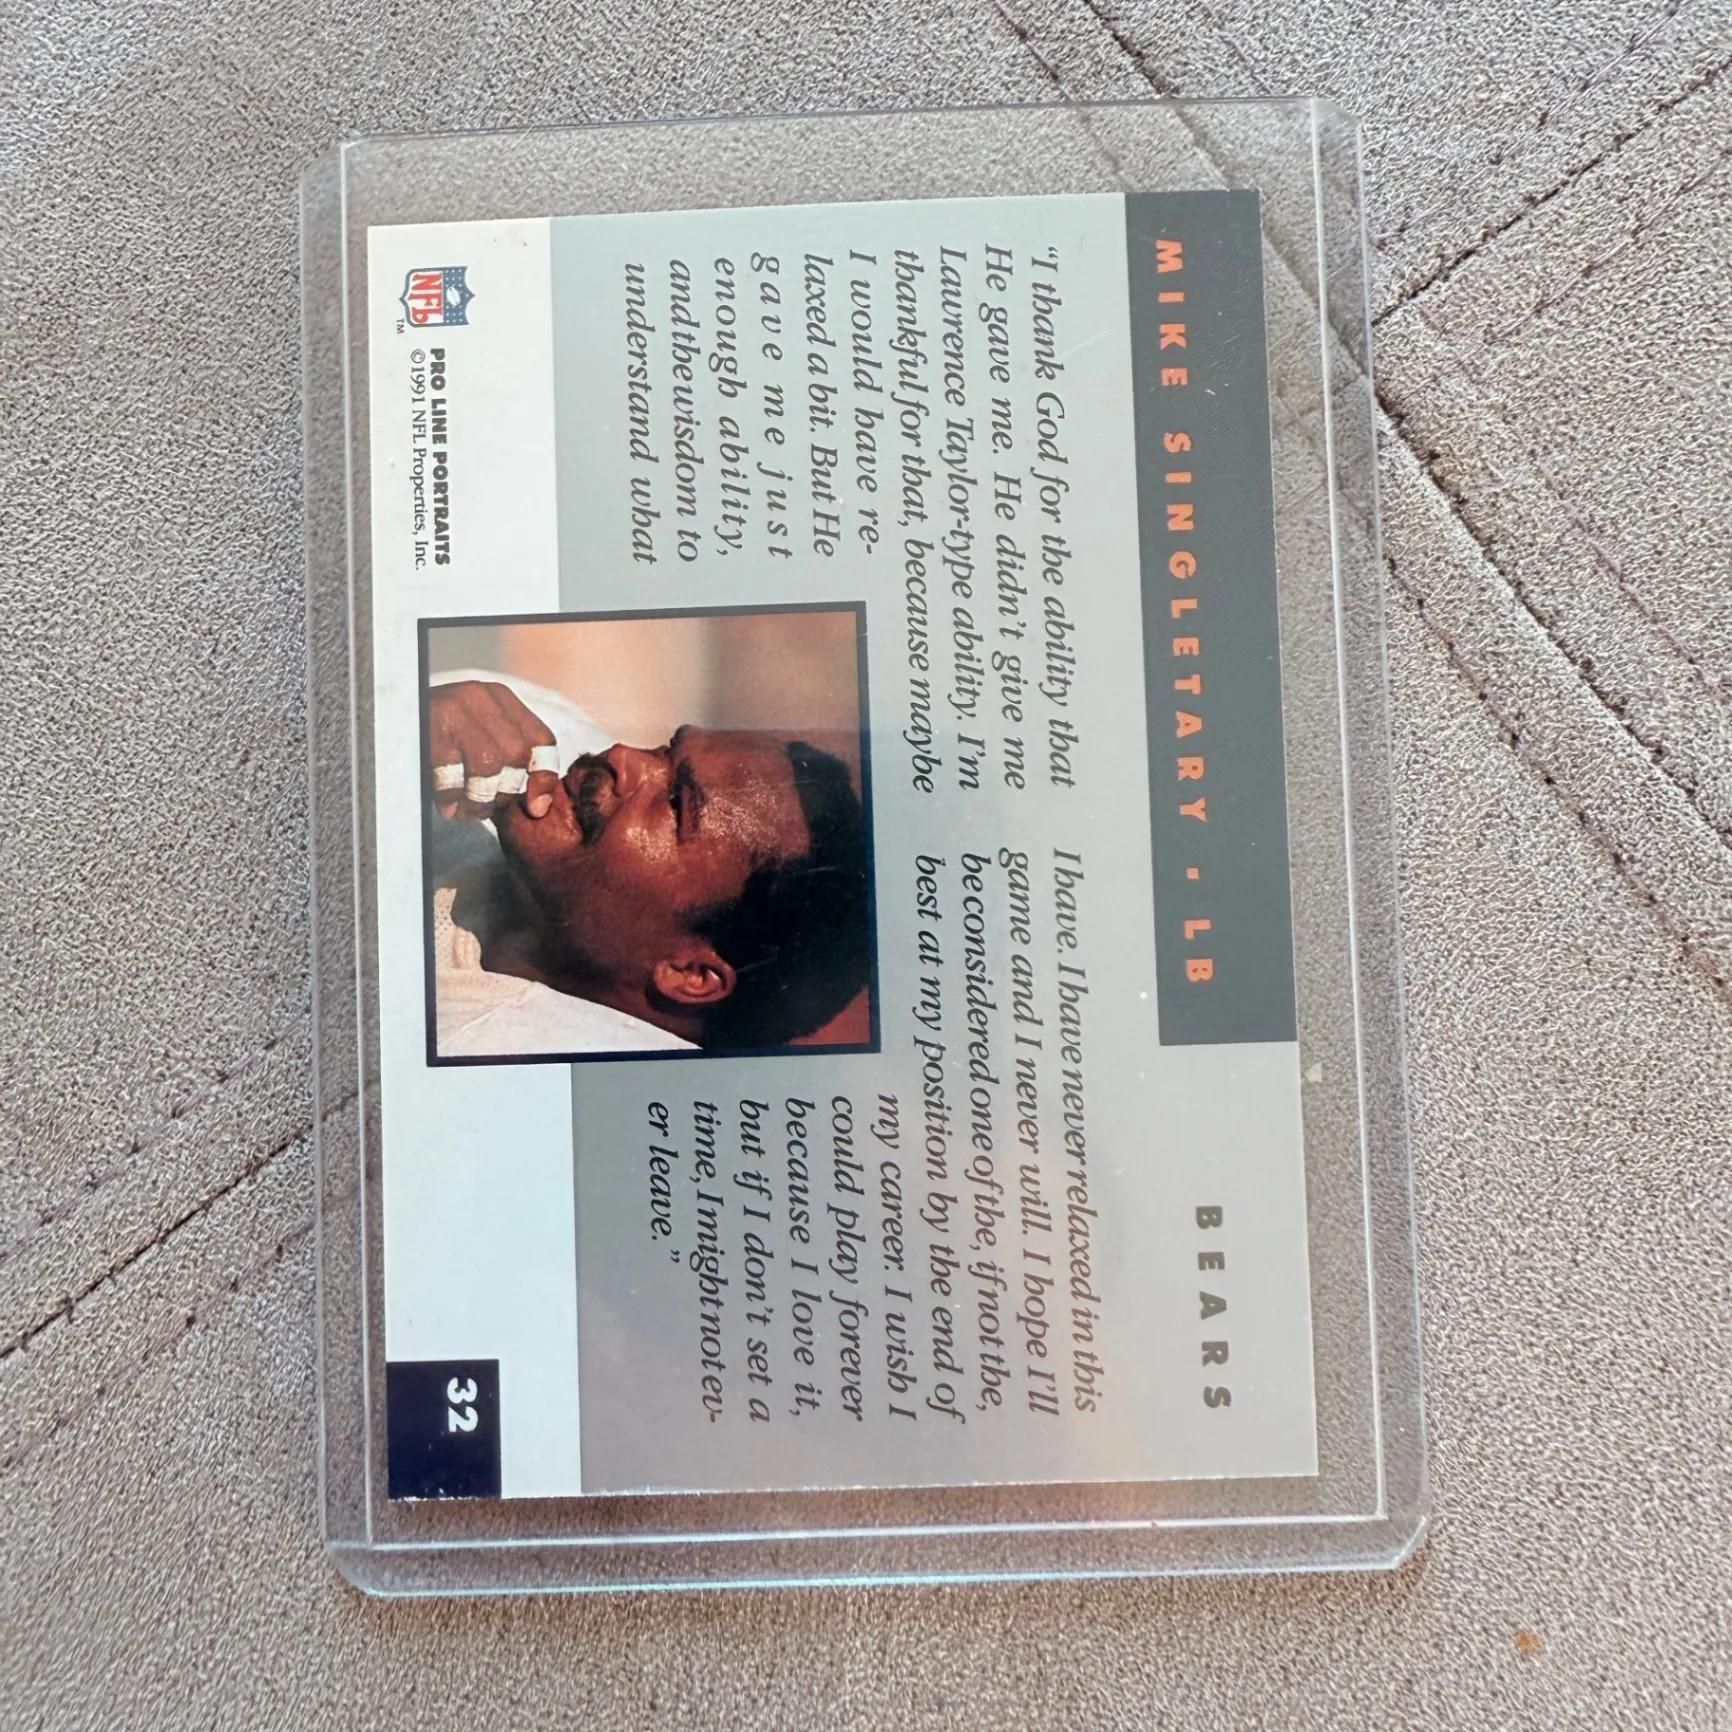 MIKE SINGLETARY · LB
BEARS
“I thank God for the ability that
He gave me. He didn't give me
Lawrence Taylor-type ability. I'm
thankful for that, because maybe
I would have re-
laxed a bit. But He
gave me just
enough ability,
and the wisdom to
understand what
I have. I have never relaxed in this
game and I never will. I hope I'll
be considered one of the, if not the,
best at my position by the end of
my career. I wish I
could play forever
because I love it,
but if I don't set a
time, I might not ev-
er leave.”
NFL
TM
PRO LINE PORTRAITS
©1991 NFL Properties, Inc.
32